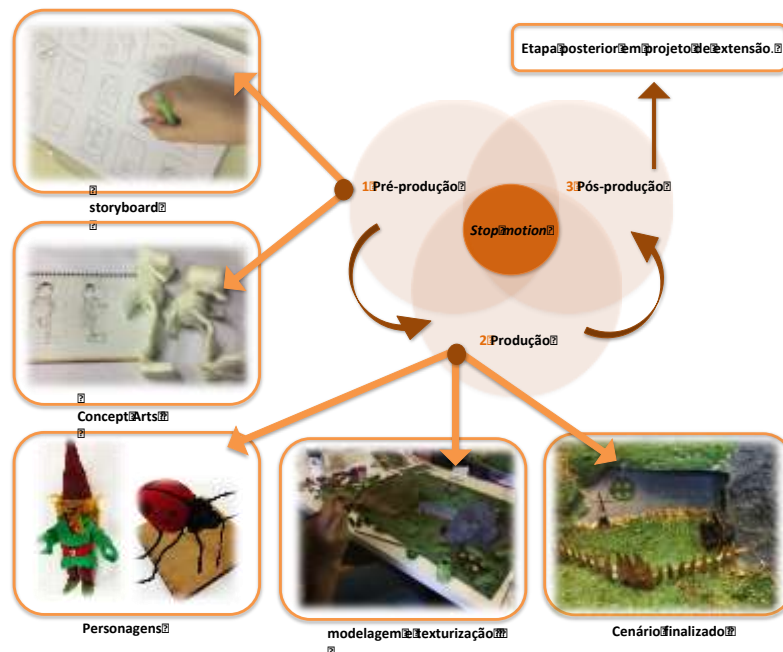 Etapa posterior em projeto de extensão.
1 Pré-produção
3 Pós-produção
Stop motion
storyboard
2 Produção
Concept Arts
Personagens
modelagem e texturização
Cenário finalizado